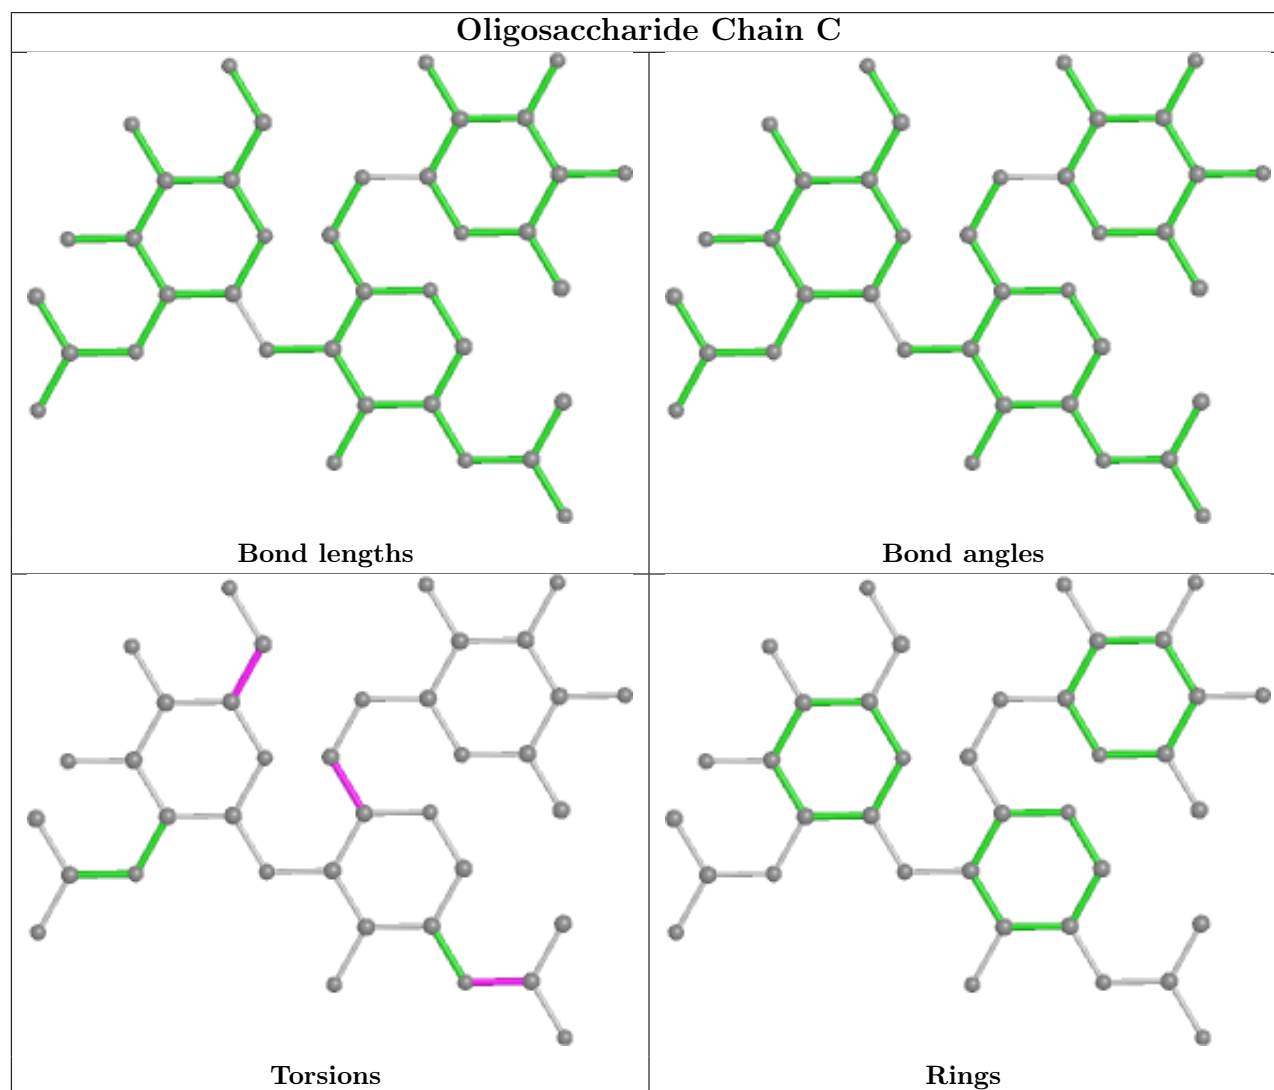 Oligosaccharide Chain C
Bond lengths
Bond angles
Torsions
Rings